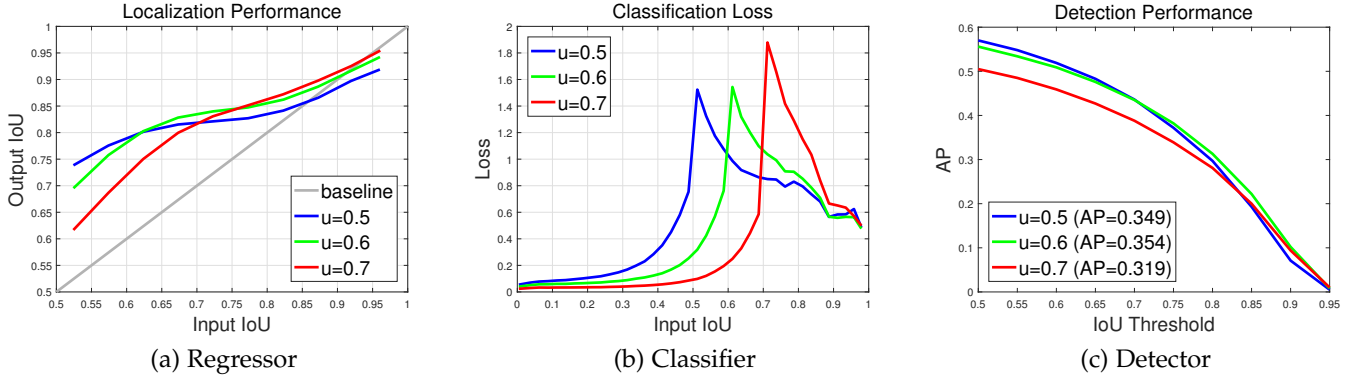 Localization Performance
1
0.95
0.9
0.85
0.8
0.75
0.7
0.65
0.6
0.55
0.5
Output IoU
baseline
u=0.5
u=0.6
u=0.7
0.5 0.55 0.6 0.65 0.7 0.75 0.8 0.85 0.9 0.95 1
Input IoU
(a) Regressor
Classification Loss
2
1.8
1.6
1.4
1.2
1
0.8
0.6
0.4
0.2
0
Loss
u=0.5
u=0.6
u=0.7
0 0.1 0.2 0.3 0.4 0.5 0.6 0.7 0.8 0.9 1
Input IoU
(b) Classifier
Detection Performance
0.6
0.5
0.4
0.3
0.2
0.1
0
AP
u=0.5 (AP=0.349)
u=0.6 (AP=0.354)
u=0.7 (AP=0.319)
0.5 0.55 0.6 0.65 0.7 0.75 0.8 0.85 0.9 0.95
IoU Threshold
(c) Detector